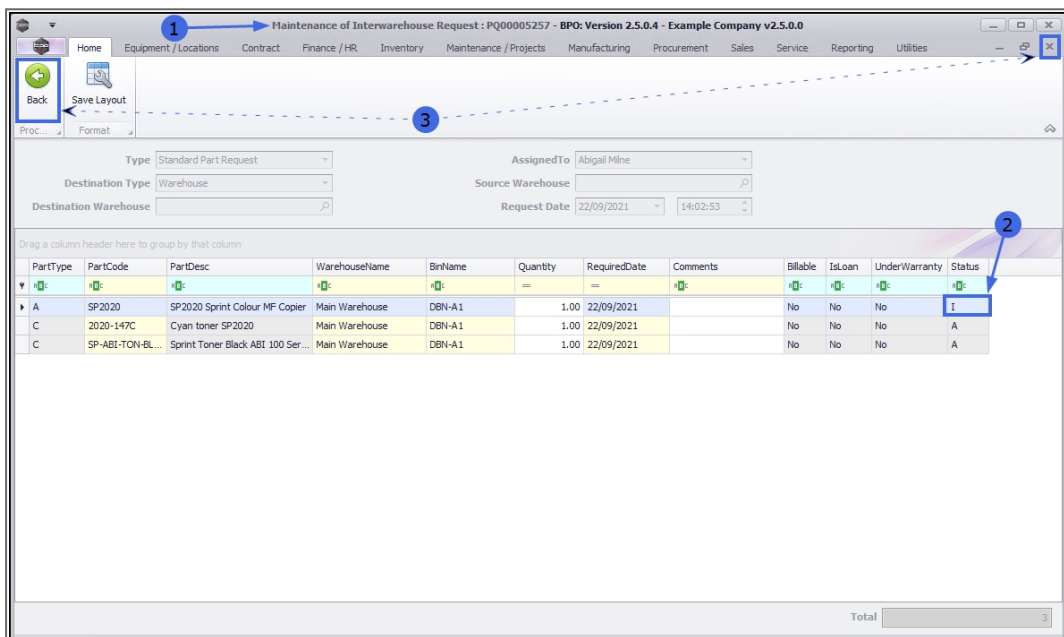 1
Maintenance of Interwarehouse Request : PQ00005257 - BPO: Version 2.5.0.4 - Example Company v2.5.0.0
Home Equipment / Locations Contract Finance / HR Inventory Maintenance / Projects Manufacturing Procurement Sales Service Reporting Utilities
Back Save Layout
3
Proc... Format
Type Standard Part Request AssignedTo Abigail Milne
Destination Type Warehouse Source Warehouse
Destination Warehouse Request Date 22/09/2021 14:02:53
2
Drag a column header here to group by that column
PartType PartCode PartDesc WarehouseName BinName Quantity RequiredDate Comments Billable IsLoan UnderWarranty Status
A SP2020 SP2020 Sprint Colour MF Copier Main Warehouse DBN-A1 1.00 22/09/2021 No No No I
C 2020-147C Cyan toner SP2020 Main Warehouse DBN-A1 1.00 22/09/2021 No No No A
C SP-ABI-TON-BL... Sprint Toner Black ABI 100 Ser... Main Warehouse DBN-A1 1.00 22/09/2021 No No No A
Total 3